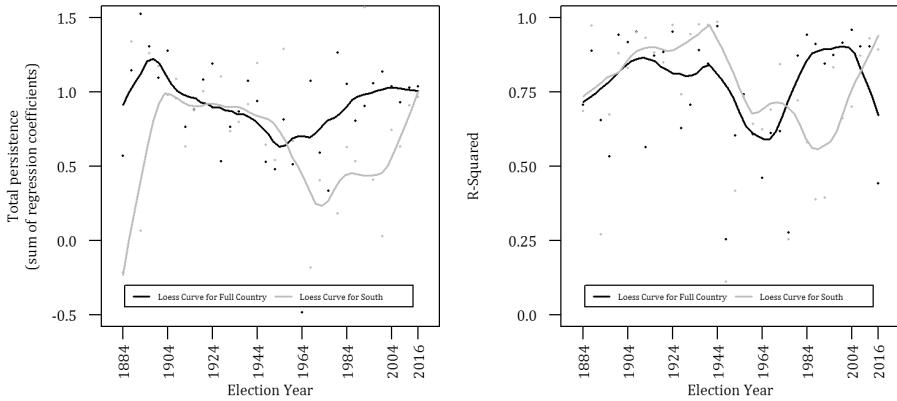 Total persistence
(sum of regression coefficients)
1.5
1.0
0.5
0.0
-0.5
Loess Curve for Full Country
Loess Curve for South
1884
1904
1924
1944
1964
1984
2004
2016
Election Year
R-Squared
1.0
0.75
0.50
0.25
0.0
Loess Curve for Full Country
Loess Curve for South
1884
1904
1924
1944
1964
1984
2004
2016
Election Year